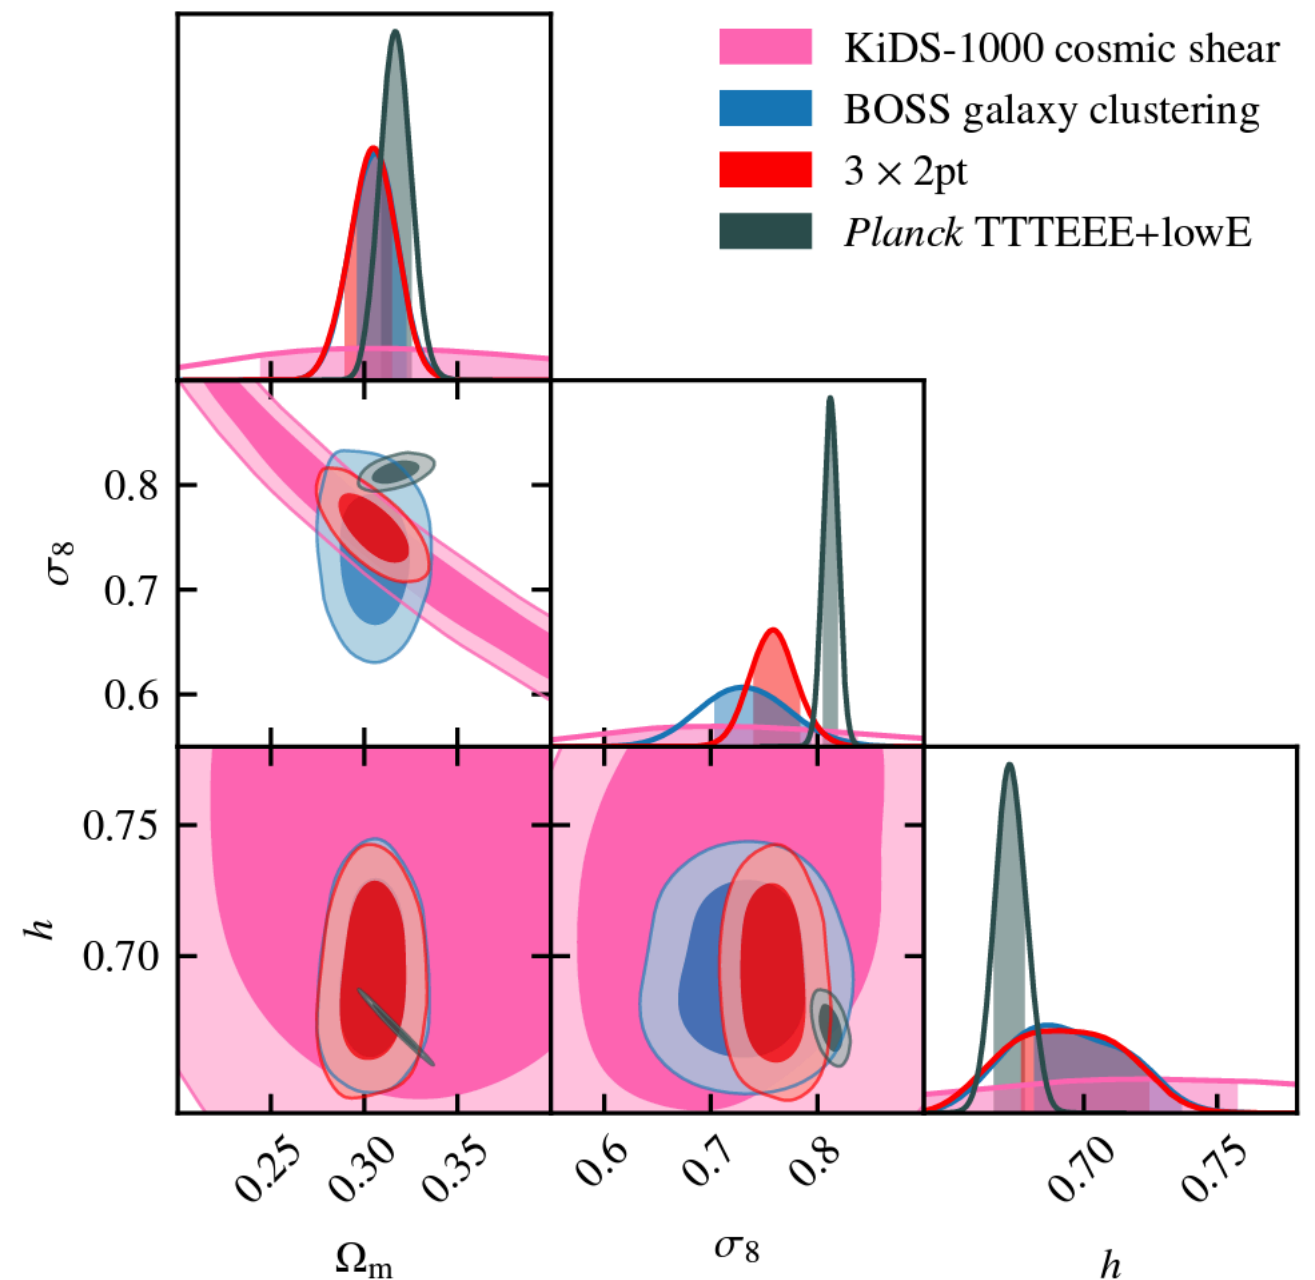 KiDS-1000 cosmic shear
BOSS galaxy clustering
3 × 2pt
Planck TTTEEE+lowE
0.8
0.7
0.6
σ8
0.75
0.70
h
0.25
0.30
0.35
0.6
0.7
0.8
0.70
0.75
Ωm
σ8
h